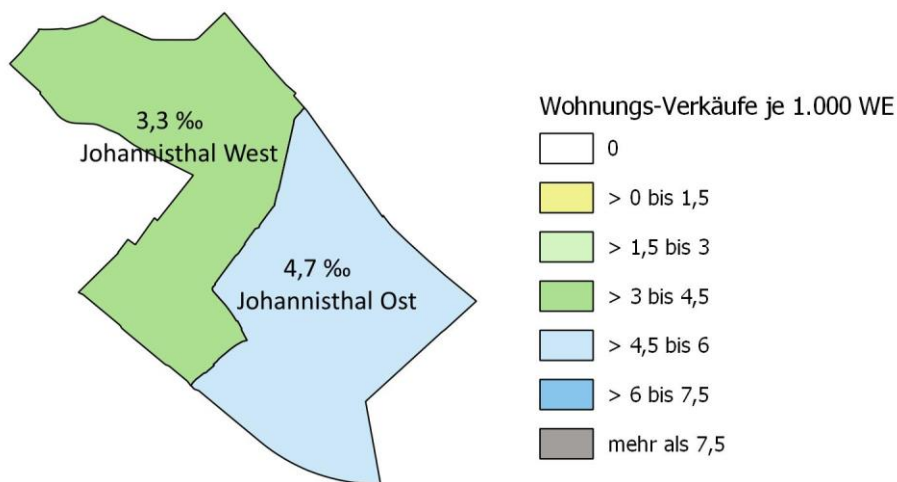 3,3 ‰
Johannisthal West
4,7 ‰
Johannisthal Ost
Wohnungs-Verkäufe je 1.000 WE
0
> 0 bis 1,5
> 1,5 bis 3
> 3 bis 4,5
> 4,5 bis 6
> 6 bis 7,5
mehr als 7,5